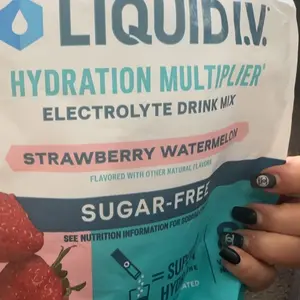 LIQUID I.V.
HYDRATION MULTIPLIER
ELECTROLYTE DRINK MIX
STRAWBERRY WATERMELON
FLAVORED WITH OTHER NATURAL FLAVORS
SUGAR-FREE
SEE NUTRITION INFORMATION FOR
=
HYD